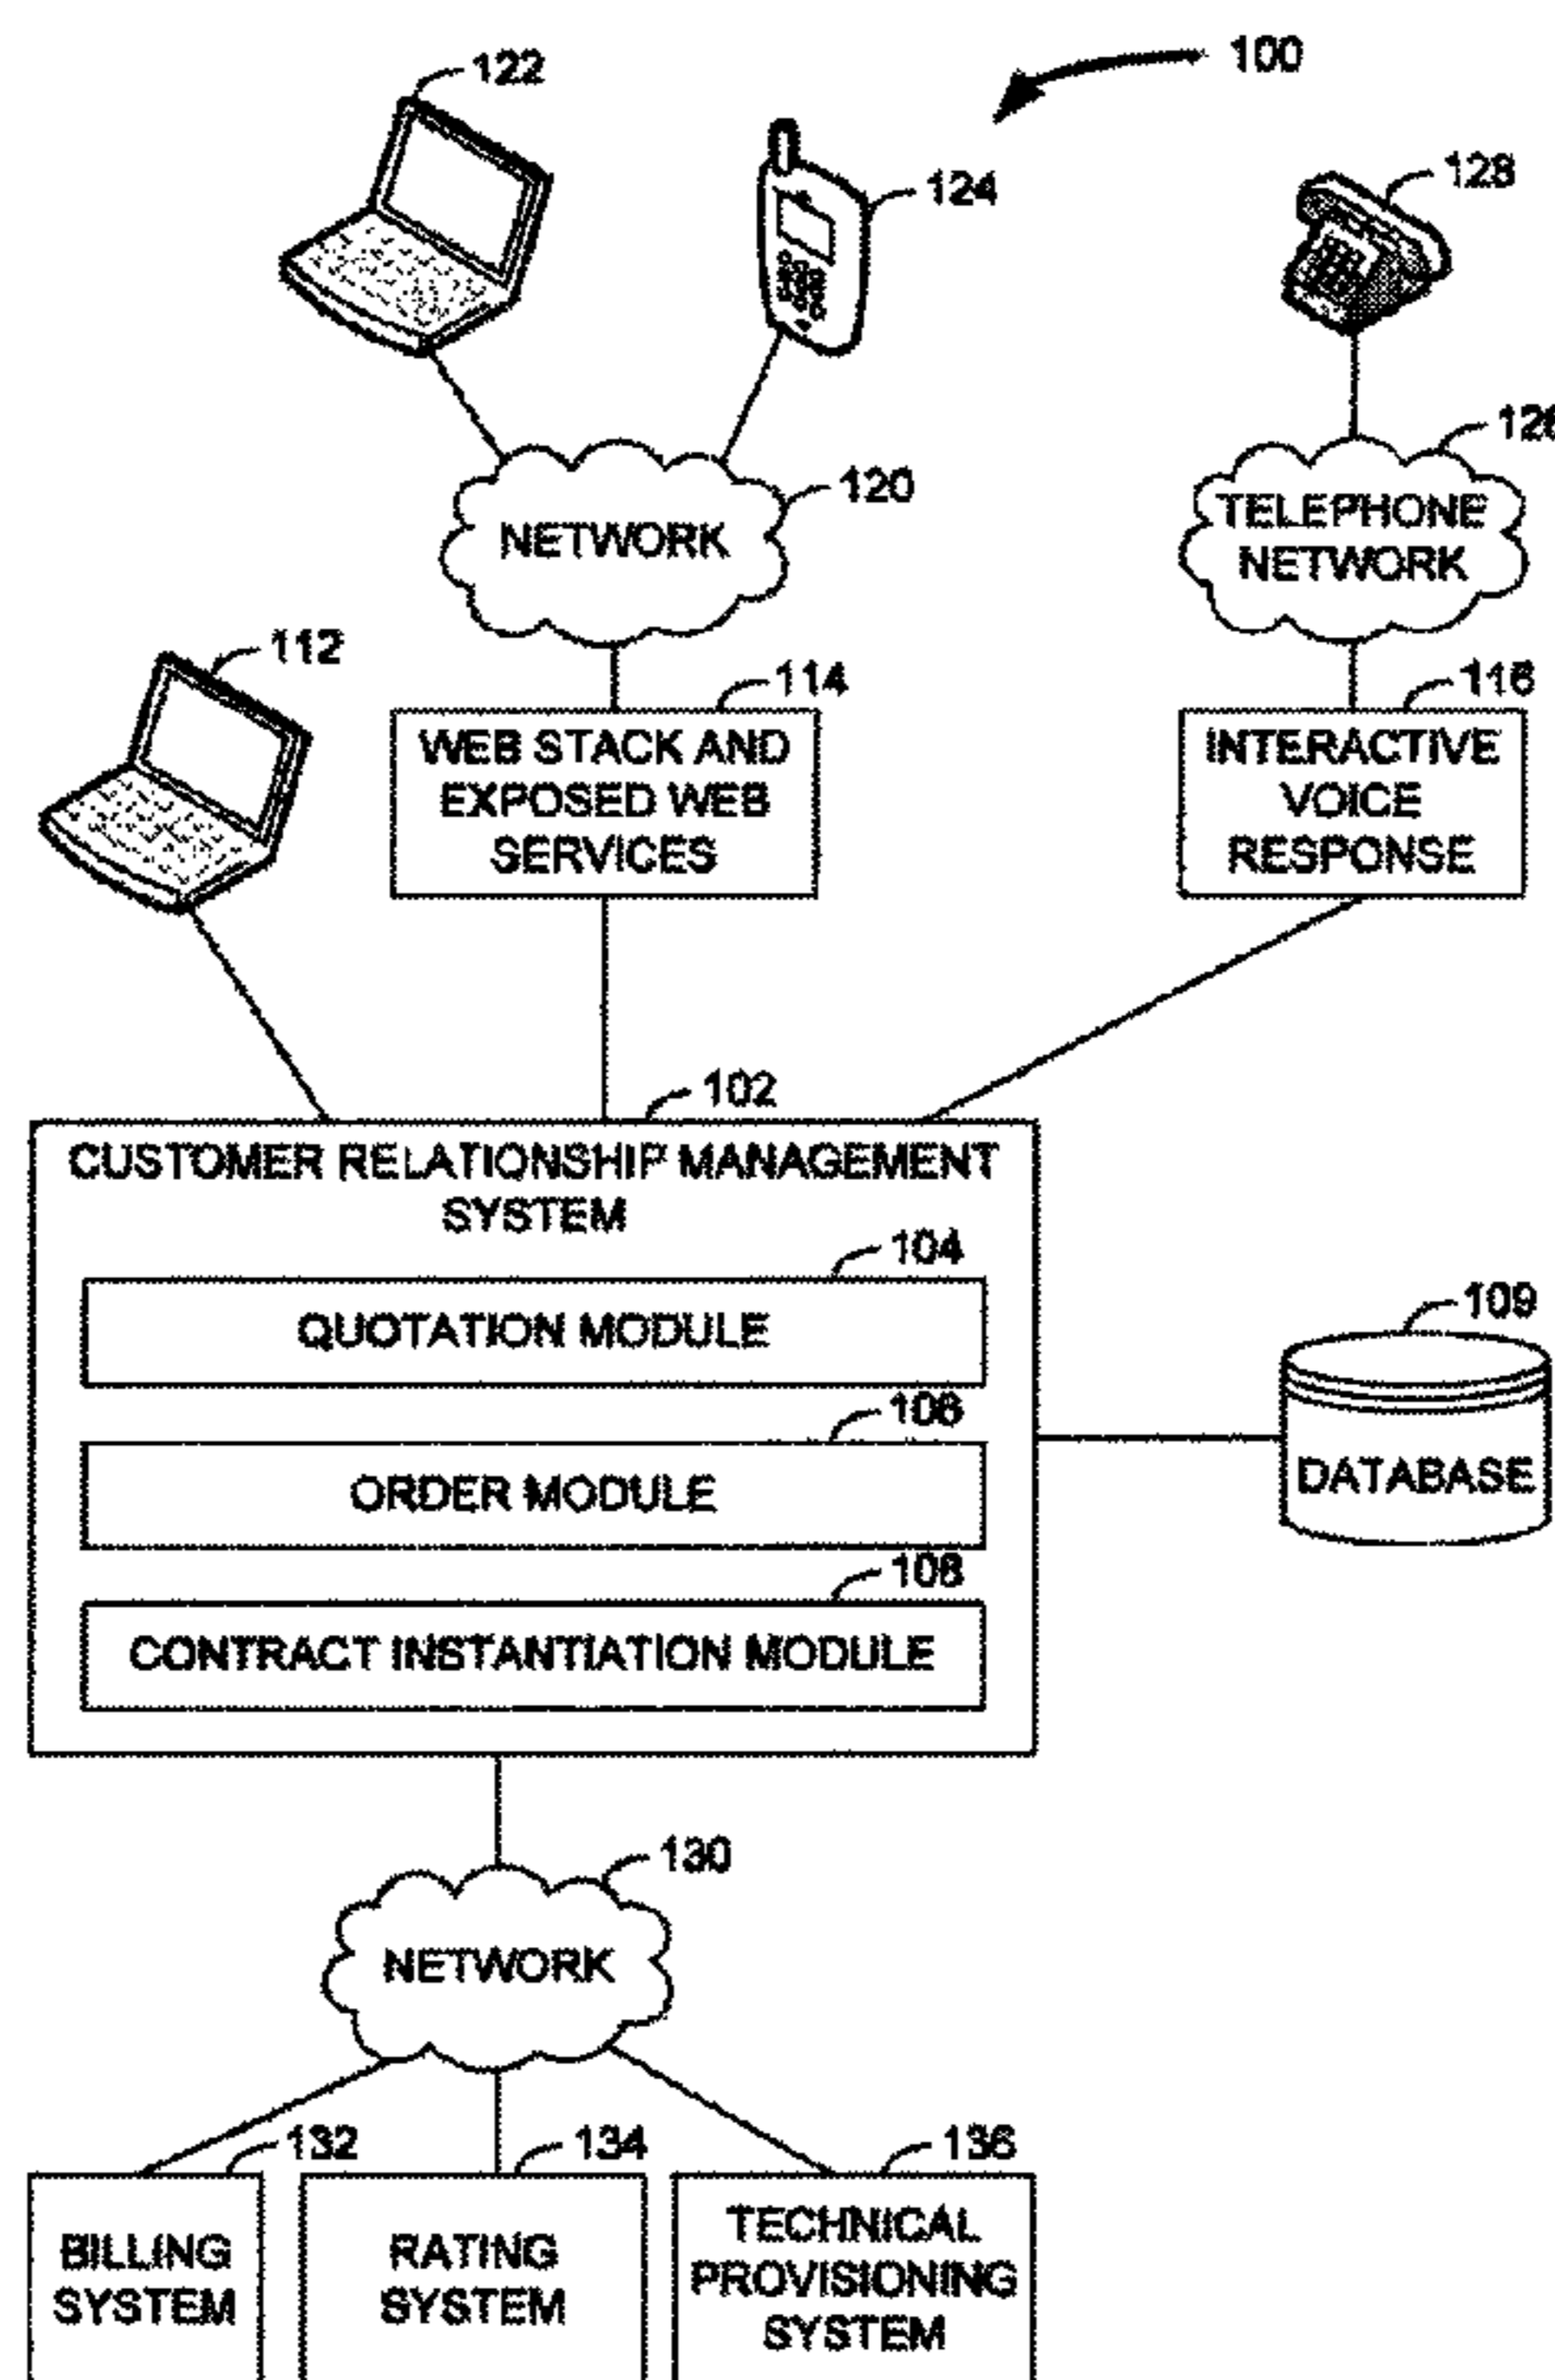 122
100
124
128
TELEPHONE
NETWORK
120
NETWORK
112
114
116
WEB STACK AND
EXPOSED WEB
SERVICES
INTERACTIVE
VOICE
RESPONSE
102
CUSTOMER RELATIONSHIP MANAGEMENT
SYSTEM
104
QUOTATION MODULE
109
DATABASE
106
ORDER MODULE
108
CONTRACT INSTANTIATION MODULE
130
NETWORK
132
134
136
BILLING
SYSTEM
RATING
SYSTEM
TECHNICAL
PROVISIONING
SYSTEM